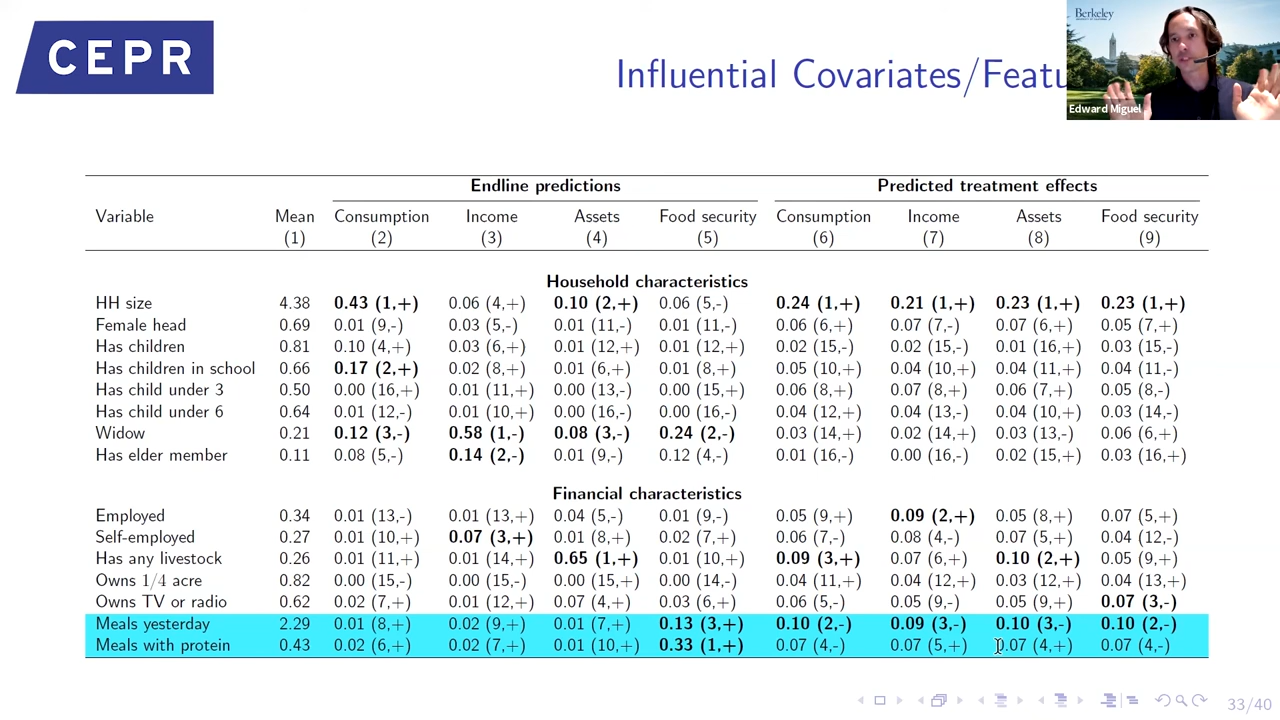 CEPR
Influential Covariates/Featu
Berkeley
Edward Miguel
Endline predictions Predicted treatment effects
Variable Mean Consumption Income Assets Food security Consumption Income Assets Food security
(1) (2) (3) (4) (5) (6) (7) (8) (9)
Household characteristics
HH size 4.38 0.43 (1,+) 0.06 (4,+) 0.10 (2,+) 0.06 (5,-) 0.24 (1,+) 0.21 (1,+) 0.23 (1,+) 0.23 (1,+)
Female head 0.69 0.01 (9,-) 0.03 (5,-) 0.01 (11,-) 0.01 (11,-) 0.06 (6,+) 0.07 (7,-) 0.07 (6,+) 0.05 (7,+)
Has children 0.81 0.10 (4,+) 0.03 (6,+) 0.01 (12,+) 0.01 (12,+) 0.02 (15,-) 0.02 (15,-) 0.01 (16,+) 0.03 (15,-)
Has children in school 0.66 0.17 (2,+) 0.02 (8,+) 0.01 (6,+) 0.01 (8,+) 0.05 (10,+) 0.04 (10,+) 0.04 (11,+) 0.04 (11,-)
Has child under 3 0.50 0.00 (16,+) 0.01 (11,+) 0.00 (13,-) 0.00 (15,+) 0.06 (8,+) 0.07 (8,+) 0.06 (7,+) 0.05 (8,-)
Has child under 6 0.64 0.01 (12,-) 0.01 (10,+) 0.00 (16,-) 0.00 (16,-) 0.04 (12,+) 0.04 (13,-) 0.04 (10,+) 0.03 (14,-)
Widow 0.21 0.12 (3,-) 0.58 (1,-) 0.08 (3,-) 0.24 (2,-) 0.03 (14,+) 0.02 (14,+) 0.03 (13,-) 0.06 (6,+)
Has elder member 0.11 0.08 (5,-) 0.14 (2,-) 0.01 (9,-) 0.12 (4,-) 0.01 (16,-) 0.00 (16,-) 0.02 (15,+) 0.03 (16,+)
Financial characteristics
Employed 0.34 0.01 (13,-) 0.01 (13,+) 0.04 (5,-) 0.01 (9,-) 0.05 (9,+) 0.09 (2,+) 0.05 (8,+) 0.07 (5,+)
Self-employed 0.27 0.01 (10,+) 0.07 (3,+) 0.01 (8,+) 0.02 (7,+) 0.06 (7,-) 0.08 (4,-) 0.07 (5,+) 0.04 (12,-)
Has any livestock 0.26 0.01 (11,+) 0.01 (14,+) 0.65 (1,+) 0.01 (10,+) 0.09 (3,+) 0.07 (6,+) 0.10 (2,+) 0.05 (9,+)
Owns 1/4 acre 0.82 0.00 (15,-) 0.00 (15,-) 0.00 (15,+) 0.00 (14,-) 0.04 (11,+) 0.04 (12,+) 0.03 (12,+) 0.04 (13,+)
Owns TV or radio 0.62 0.02 (7,+) 0.01 (12,+) 0.07 (4,+) 0.03 (6,+) 0.06 (5,-) 0.05 (9,-) 0.05 (9,+) 0.07 (3,-)
Meals yesterday 2.29 0.01 (8,+) 0.02 (9,+) 0.01 (7,+) 0.13 (3,+) 0.10 (2,-) 0.09 (3,-) 0.10 (3,-) 0.10 (2,-)
Meals with protein 0.43 0.02 (6,+) 0.02 (7,+) 0.01 (10,+) 0.33 (1,+) 0.07 (4,-) 0.07 (5,+) 0.07 (4,+) 0.07 (4,-)
33/40